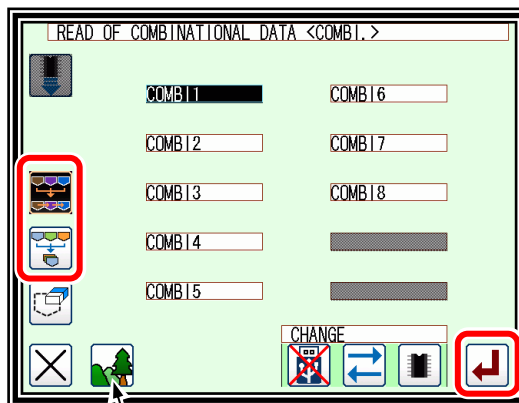 READ OF COMBINATIONAL DATA <COMBI.>
COMBI1
COMBI6
COMBI2
COMBI7
COMBI3
COMBI8
COMBI4
COMBI5
CHANGE